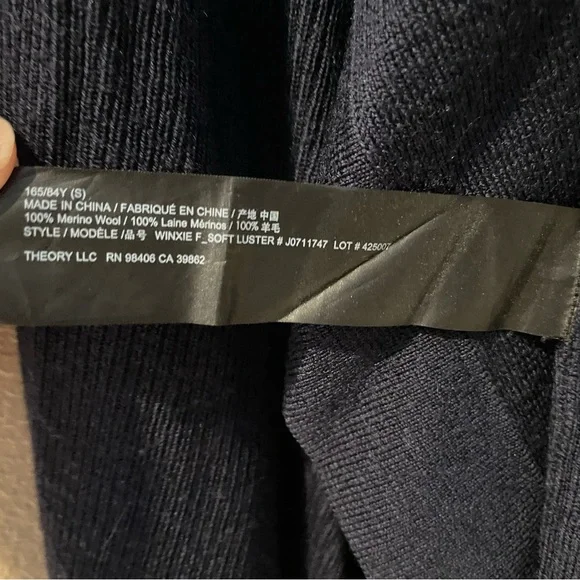 165/84Y (S)
MADE IN CHINA / FABRIQUÉ EN CHINE / 产地 中国
100% Merino Wool / 100% Laine Mérinos / 100% 羊毛
STYLE / MODÈLE /品号 WINXIE F_SOFT LUSTER # J0711747 LOT # 425007
THEORY LLC RN 98406 CA 39862